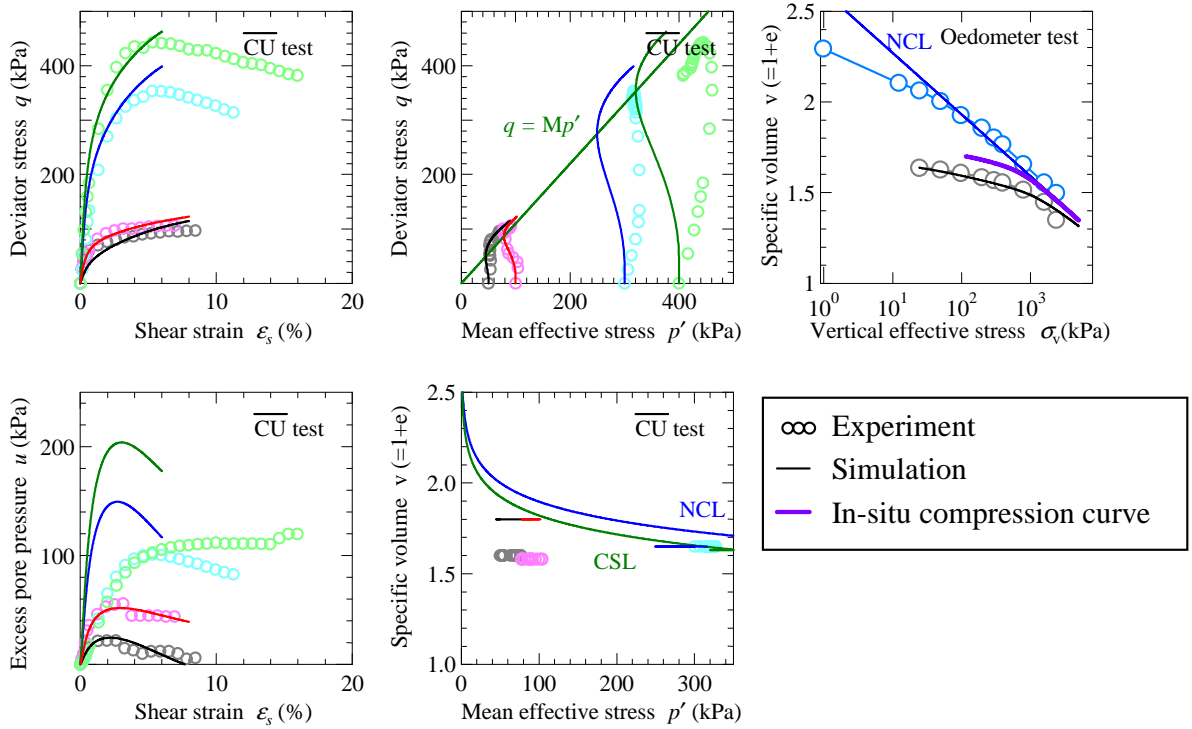 Deviator stress q (kPa)
400
200
0
0
10
20
Shear strain εs (%)
CU test
Deviator stress q (kPa)
400
200
0
0
200
400
Mean effective stress p′ (kPa)
CU test
q = Mp′
Specific volume v (=1+e)
2.5
2
1.5
1
10⁰
10¹
10²
10³
Vertical effective stress σv(kPa)
NCL
Oedometer test
Excess pore pressure u (kPa)
200
100
0
0
10
20
Shear strain εs (%)
CU test
Specific volume v (=1+e)
2.5
2.0
1.5
1.0
0
100
200
300
Mean effective stress p′ (kPa)
CU test
NCL
CSL
Experiment
Simulation
In-situ compression curve